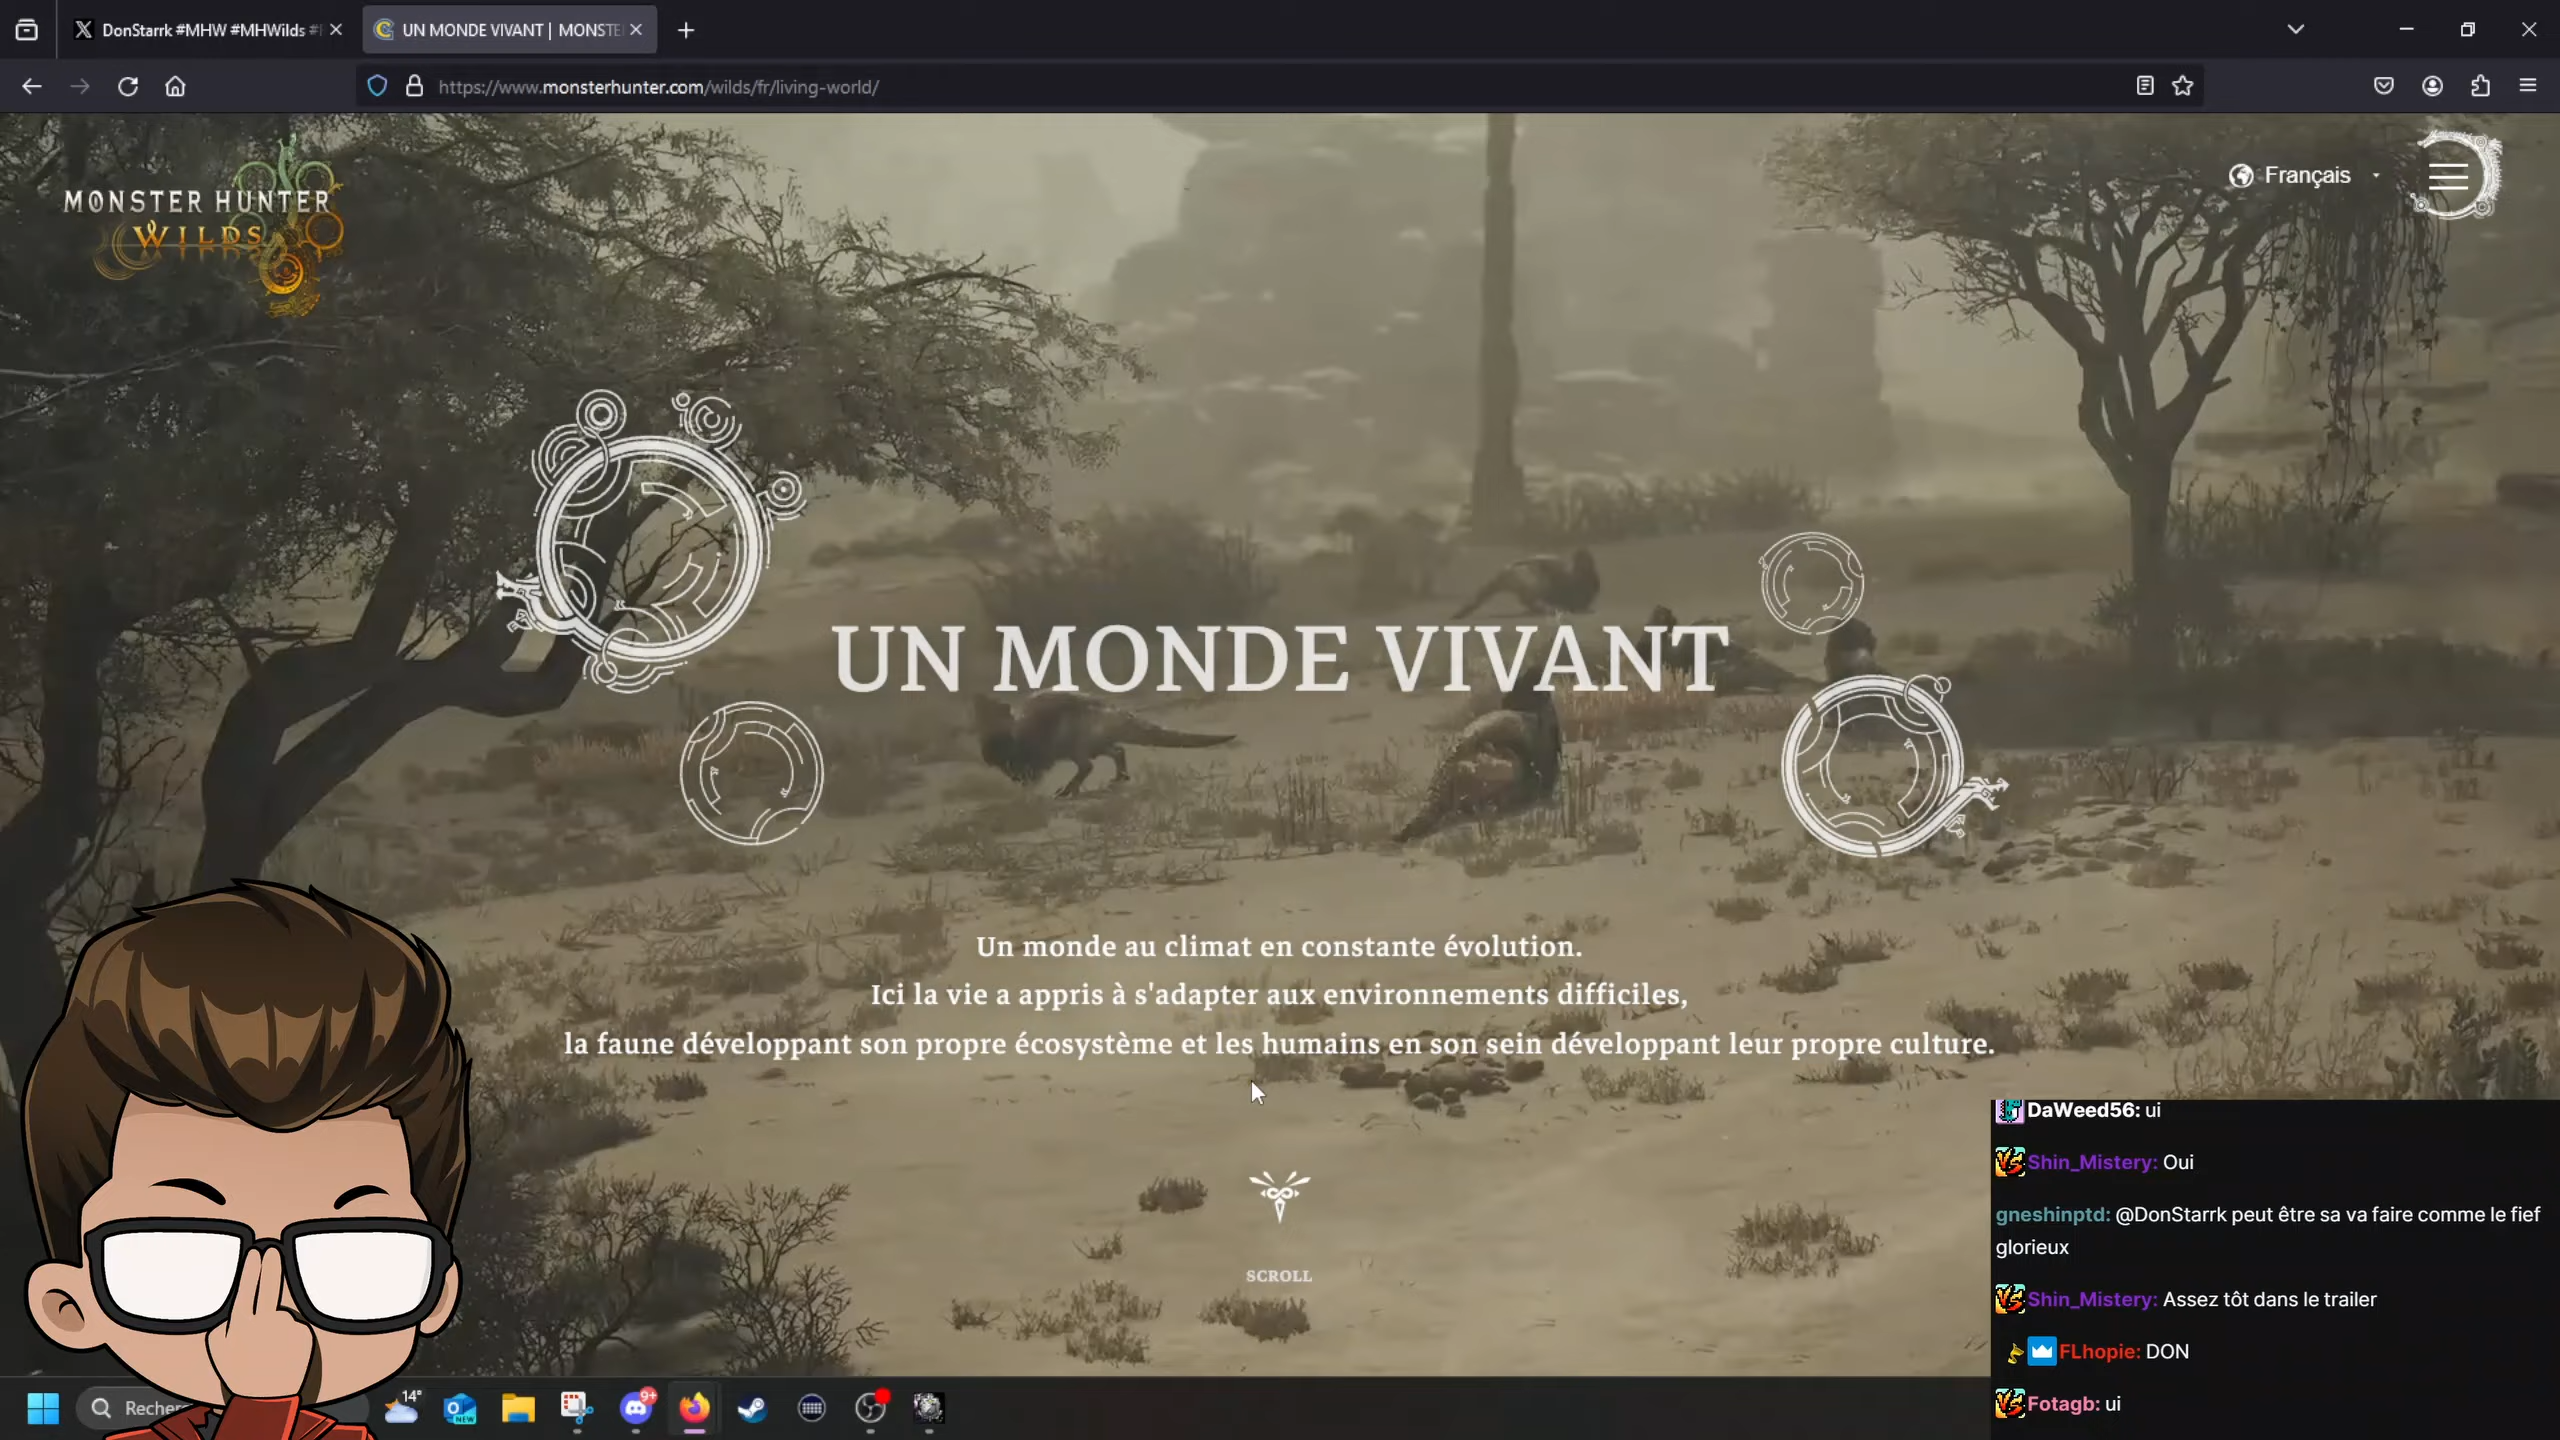 DonStarrk #MHW #MHWilds #
UN MONDE VIVANT | MONSTE
https://www.monsterhunter.com/wilds/fr/living-world/
MONSTER HUNTER
WILDS
Français
UN MONDE VIVANT
Un monde au climat en constante évolution.
Ici la vie a appris à s'adapter aux environnements difficiles,
la faune développant son propre écosystème et les humains en son sein développant leur propre culture.
SCROLL
DaWeed56: ui
Shin_Mistery: Oui
gneshinptd: @DonStarrk peut être sa va faire comme le fief
glorieux
Shin_Mistery: Assez tôt dans le trailer
FLhopie: DON
Fotagb: ui
Recher
14°
NEW
9+